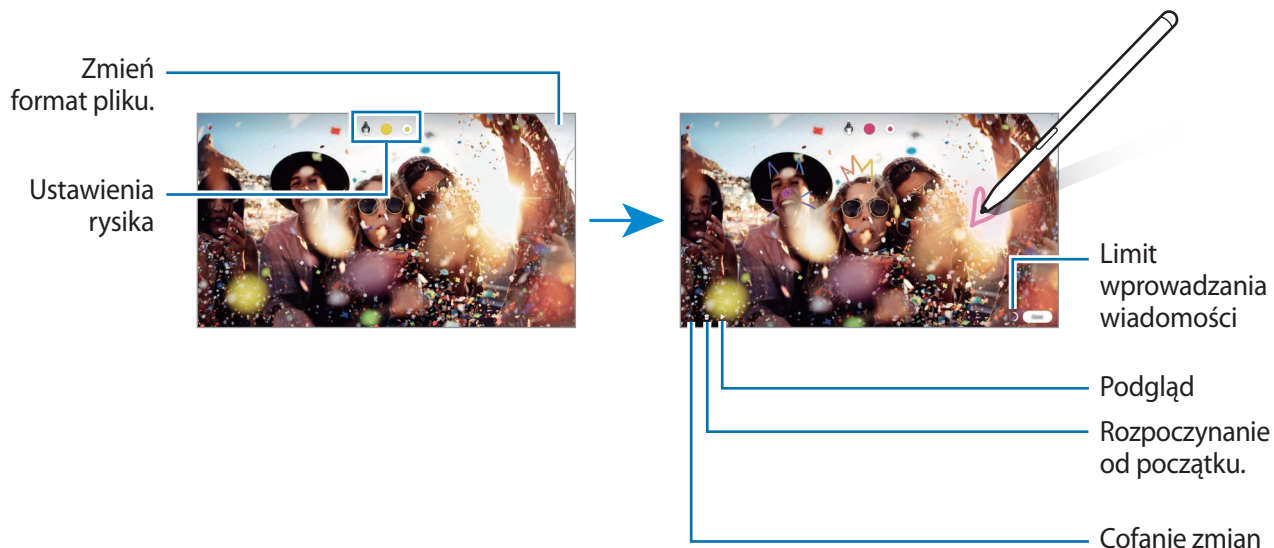 Zmień
format pliku.
Ustawienia
rysika
Limit
wprowadzania
wiadomości
Podgląd
Rozpoczynanie
od początku.
Cofanie zmian